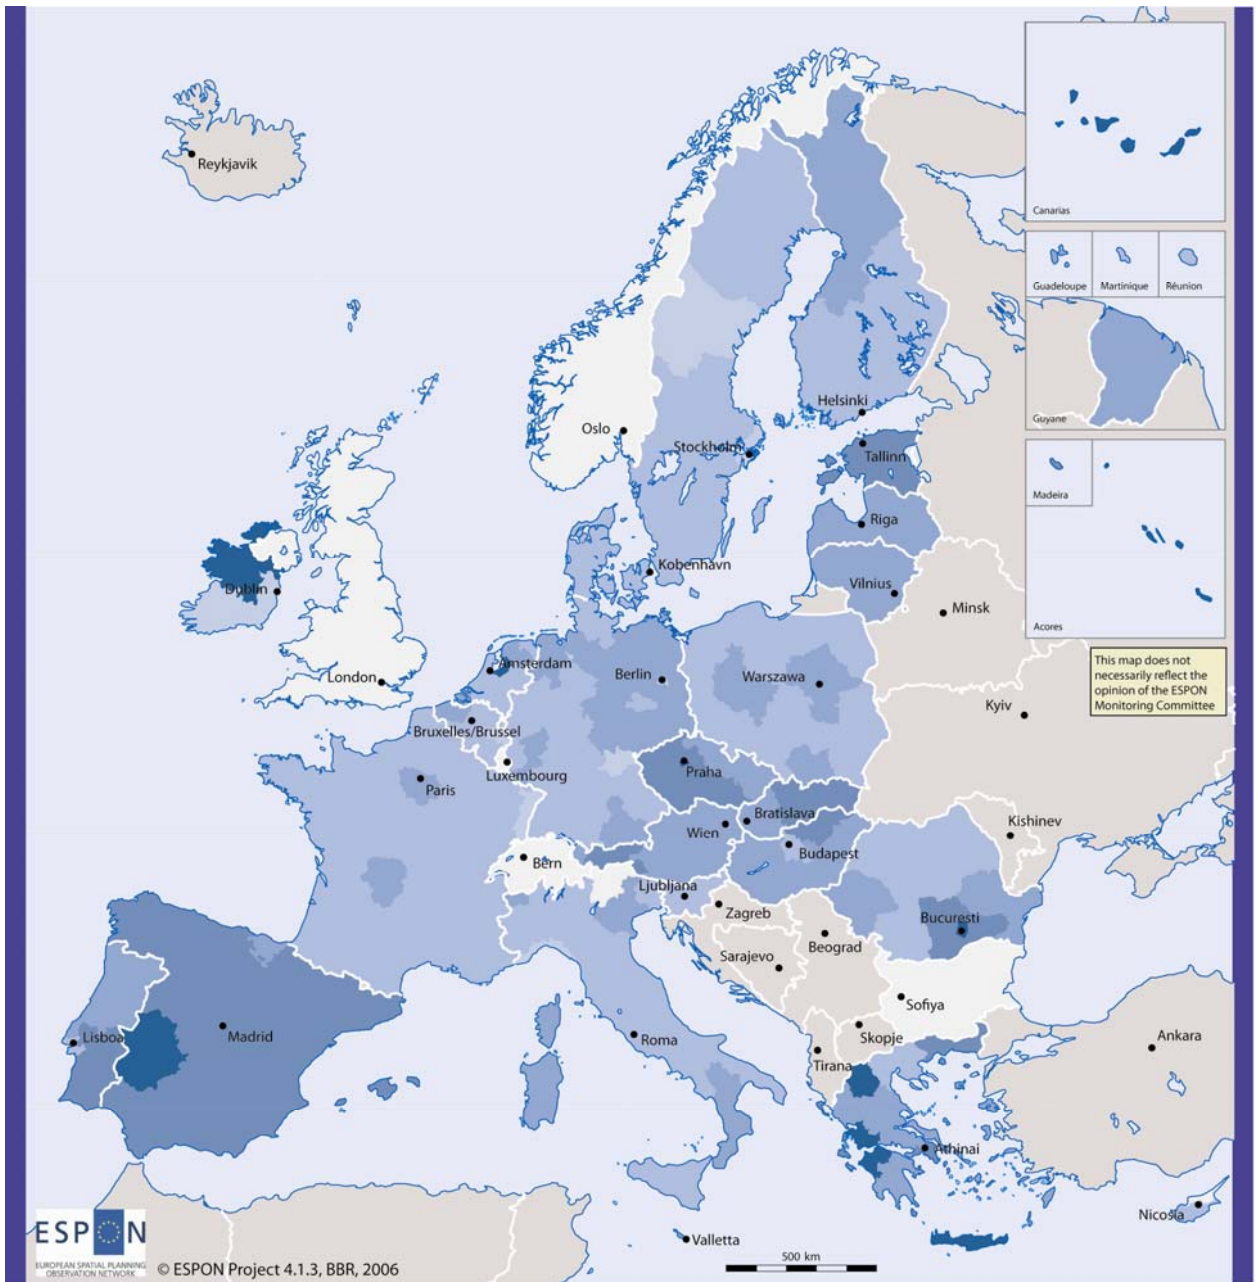 Reykjavik
Canarias
Guadeloupe
Martinique
Réunion
Guyane
Oslo
Helsinki
Stockholm
Tallinn
Madeira
Riga
Dublin
Kobenhavn
Vilnius
Minsk
Acores
London
Amsterdam
Berlin
Warszawa
This map does not
necessarily reflect the
opinion of the ESPON
Monitoring Committee
Kyiv
Bruxelles/Brussel
Luxembourg
Paris
Praha
Bratislava
Wien
Kishinev
Bern
Budapest
Ljubljana
Zagreb
Bucuresti
Beograd
Sarajevo
Sofiya
Lisboa
Madrid
Roma
Skopje
Tirana
Ankara
Athinai
Nicosia
Valletta
500 km
ESPON
EUROPEAN SPATIAL PLANNING
OBSERVATION NETWORK
© ESPON Project 4.1.3, BBR, 2006